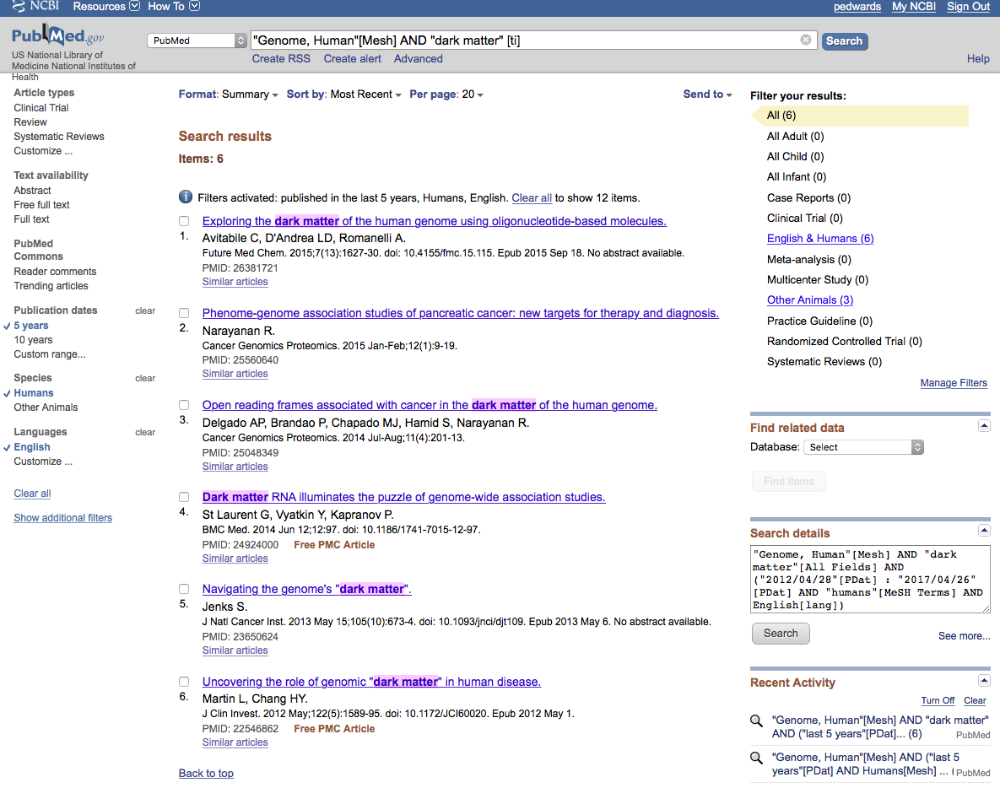 NCBI Resources How To pedwards My NCBI Sign Out
PubMed.gov
US National Library of
Medicine National Institutes of
Health
PubMed "Genome, Human"[Mesh] AND "dark matter" [ti] Search
Create RSS Create alert Advanced Help
Article types
Clinical Trial
Review
Systematic Reviews
Customize ...
Text availability
Abstract
Free full text
Full text
PubMed
Commons
Reader comments
Trending articles
Publication dates clear
5 years
10 years
Custom range...
Species clear
Humans
Other Animals
Languages clear
English
Customize ...
Clear all
Show additional filters
Format: Summary Sort by: Most Recent Per page: 20 Send to
Search results
Items: 6
Filters activated: published in the last 5 years, Humans, English. Clear all to show 12 items.
Exploring the dark matter of the human genome using oligonucleotide-based molecules.
1. Avitabile C, D'Andrea LD, Romanelli A.
Future Med Chem. 2015;7(13):1627-30. doi: 10.4155/fmc.15.115. Epub 2015 Sep 18. No abstract available.
PMID: 26381721
Similar articles
Phenome-genome association studies of pancreatic cancer: new targets for therapy and diagnosis.
2. Narayanan R.
Cancer Genomics Proteomics. 2015 Jan-Feb;12(1):9-19.
PMID: 25560640
Similar articles
Open reading frames associated with cancer in the dark matter of the human genome.
3. Delgado AP, Brandao P, Chapado MJ, Hamid S, Narayanan R.
Cancer Genomics Proteomics. 2014 Jul-Aug;11(4):201-13.
PMID: 25048349
Similar articles
Dark matter RNA illuminates the puzzle of genome-wide association studies.
4. St Laurent G, Vyatkin Y, Kapranov P.
BMC Med. 2014 Jun 12;12:97. doi: 10.1186/1741-7015-12-97.
PMID: 24924000 Free PMC Article
Similar articles
Navigating the genome's "dark matter".
5. Jenks S.
J Natl Cancer Inst. 2013 May 15;105(10):673-4. doi: 10.1093/jnci/djt109. Epub 2013 May 6. No abstract available.
PMID: 23650624
Similar articles
Uncovering the role of genomic "dark matter" in human disease.
6. Martin L, Chang HY.
J Clin Invest. 2012 May;122(5):1589-95. doi: 10.1172/JCI60020. Epub 2012 May 1.
PMID: 22546862 Free PMC Article
Similar articles
Back to top
Filter your results:
All (6)
All Adult (0)
All Child (0)
All Infant (0)
Case Reports (0)
Clinical Trial (0)
English & Humans (6)
Meta-analysis (0)
Multicenter Study (0)
Other Animals (3)
Practice Guideline (0)
Randomized Controlled Trial (0)
Systematic Reviews (0)
Manage Filters
Find related data
Database: Select
Find items
Search details
"Genome, Human"[Mesh] AND "dark
matter"[All Fields] AND
("2012/04/28"[PDat] : "2017/04/26"
[PDat] AND "humans"[MeSH Terms] AND
English[lang])
Search See more...
Recent Activity
Turn Off Clear
"Genome, Human"[Mesh] AND "dark matter"
AND ("last 5 years"[PDat]... (6) PubMed
"Genome, Human"[Mesh] AND ("last 5
years"[PDat] AND Humans[Mesh] ... ( PubMed